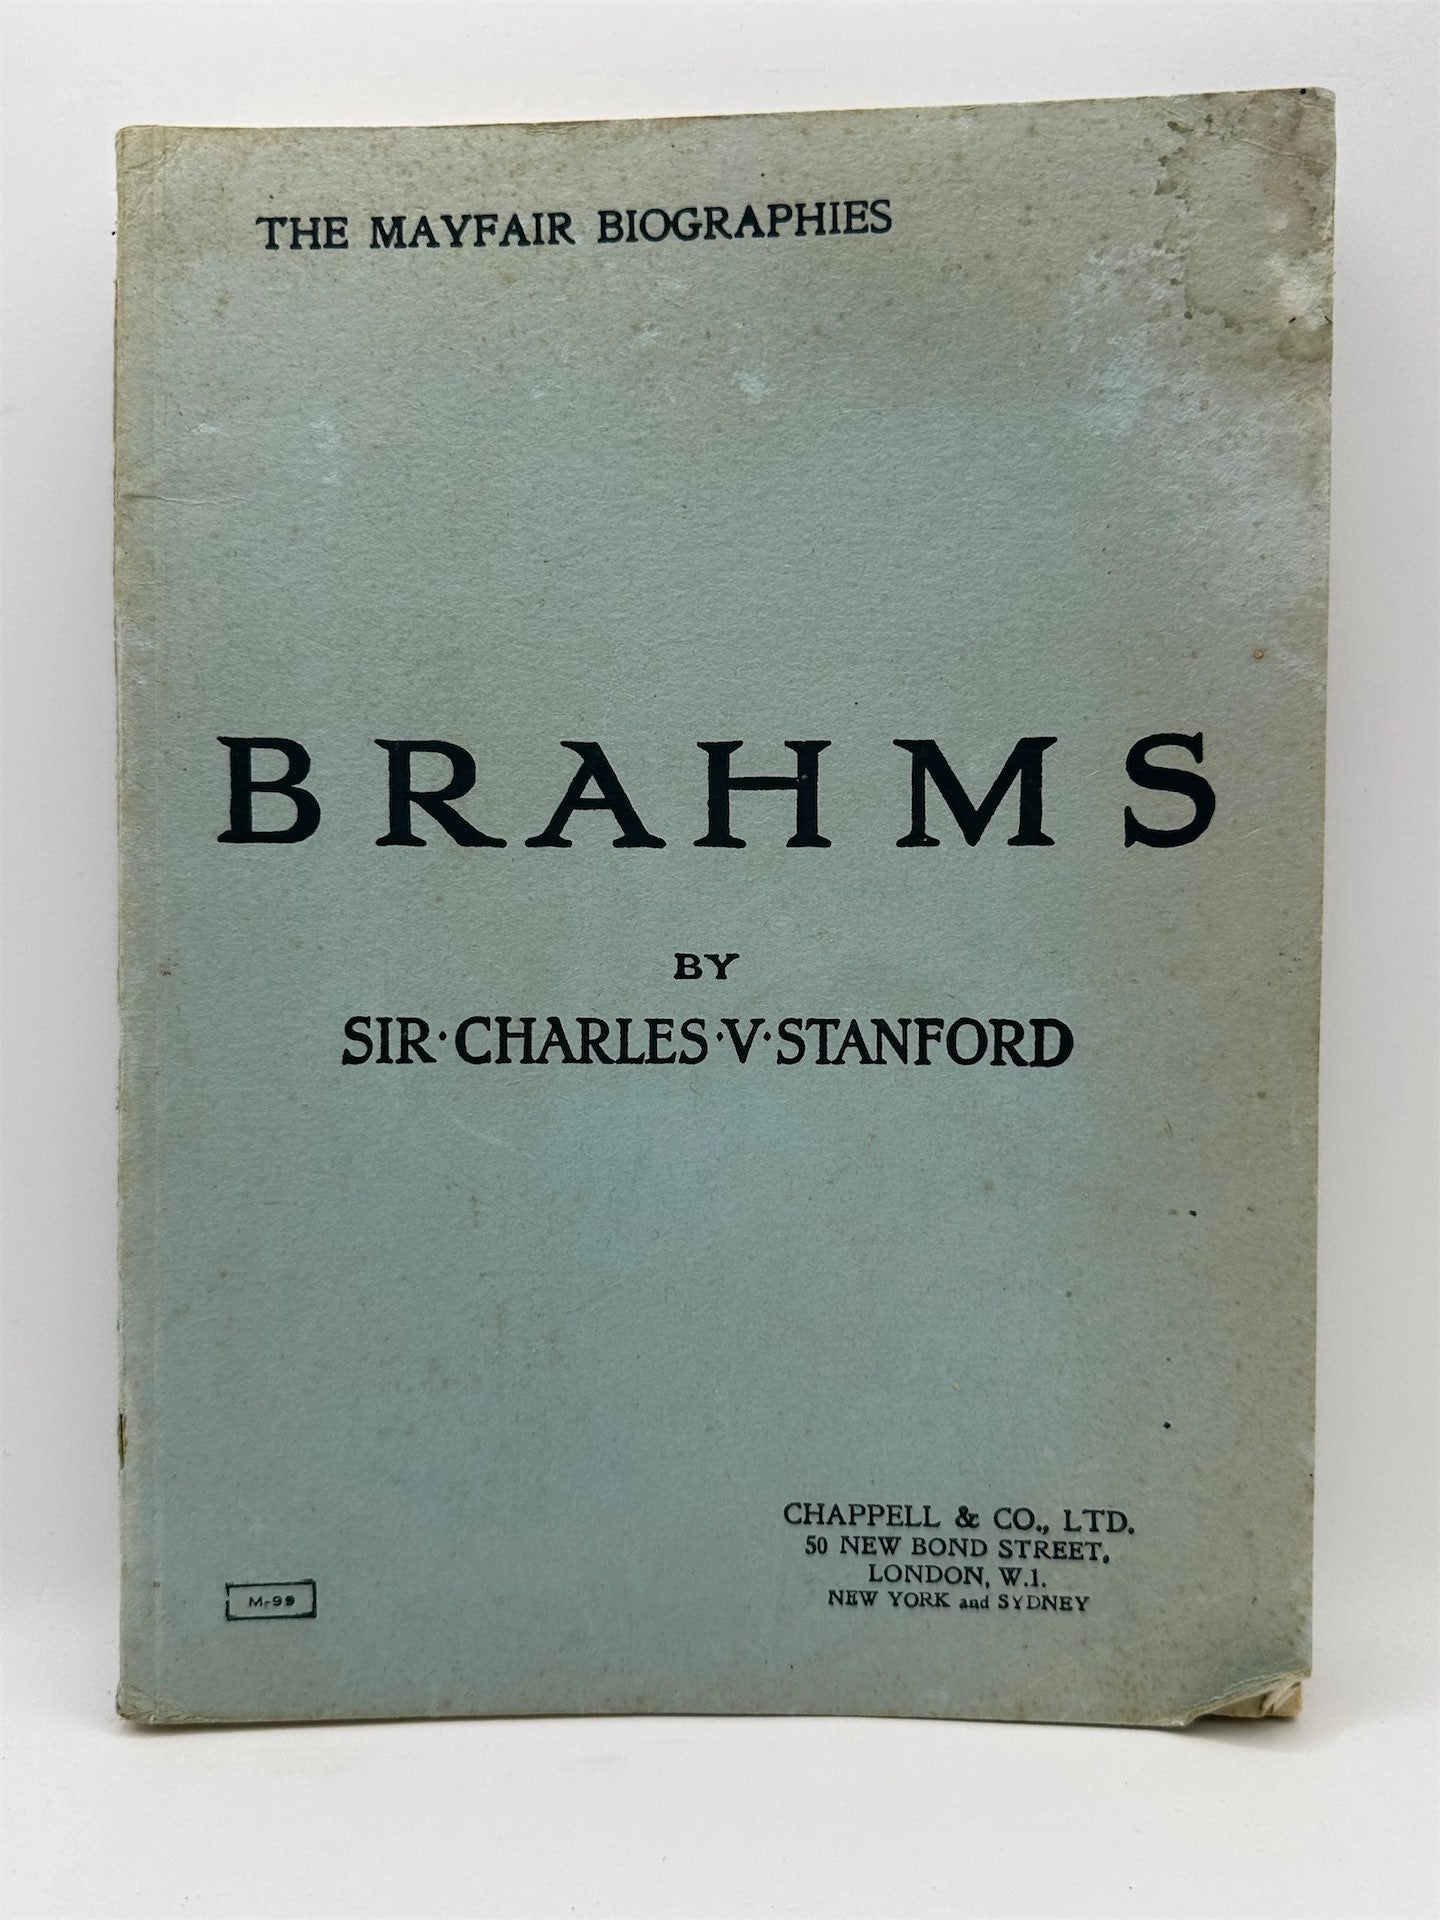 THE MAYFAIR BIOGRAPHIES
BRAHMS
BY
SIR·CHARLES·V·STANFORD
CHAPPELL & CO., LTD.
50 NEW BOND STREET,
LONDON, W.1.
NEW YORK and SYDNEY
M-99